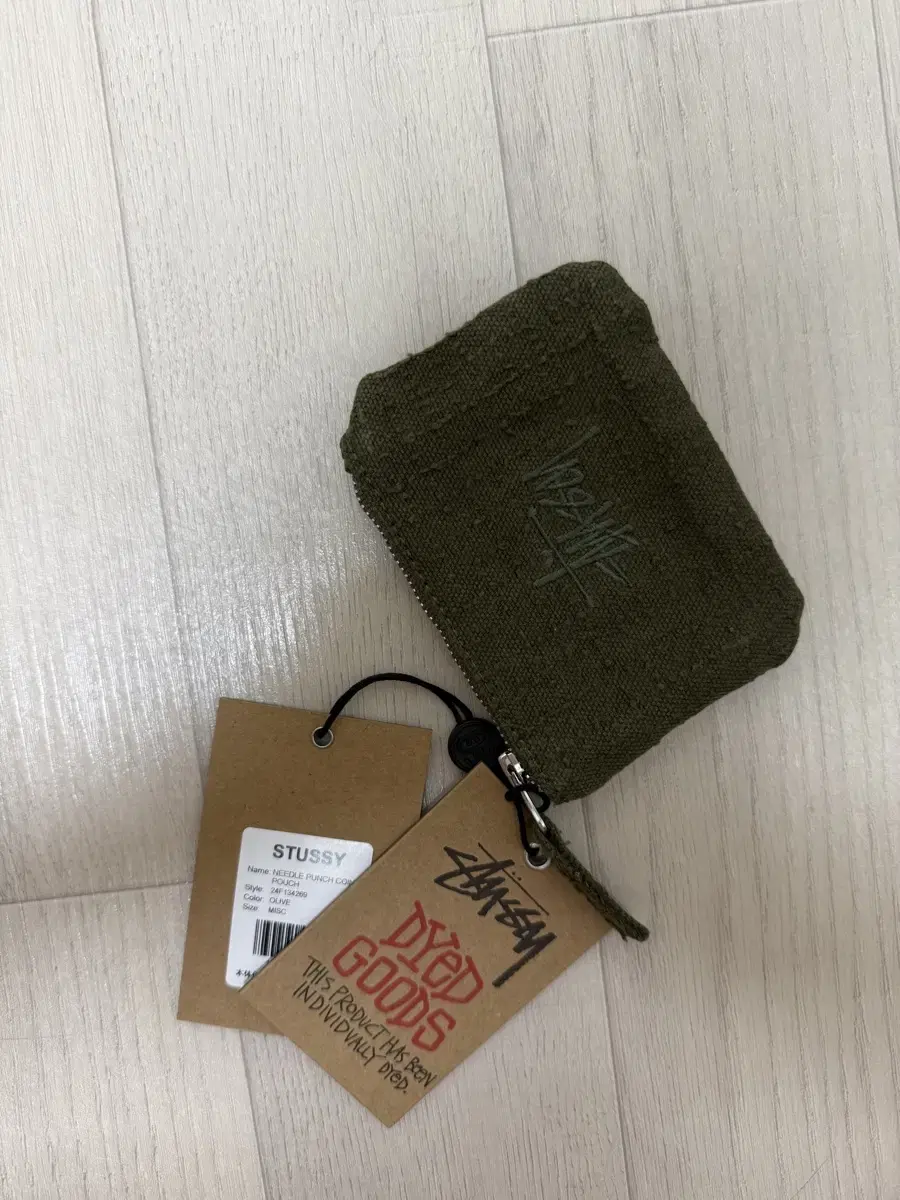 STUSSY
Name: NEEDLE PUNCH COIN
POUCH
Style: 24F134269
Color: OLIVE
Size: MISC
Stüssy
DYED
GOODS
THIS PRODUCT HAS BEEN
INDIVIDUALLY DYED.
Stüssy